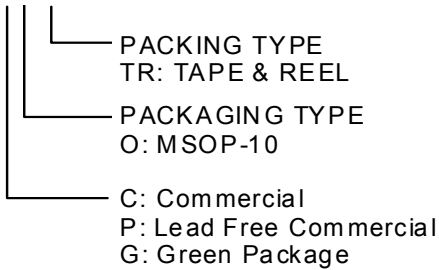 PACKING TYPE
TR: TAPE & REEL
PACKAGING TYPE
O: MSOP-10
C: Commercial
P: Lead Free Commercial
G: Green Package